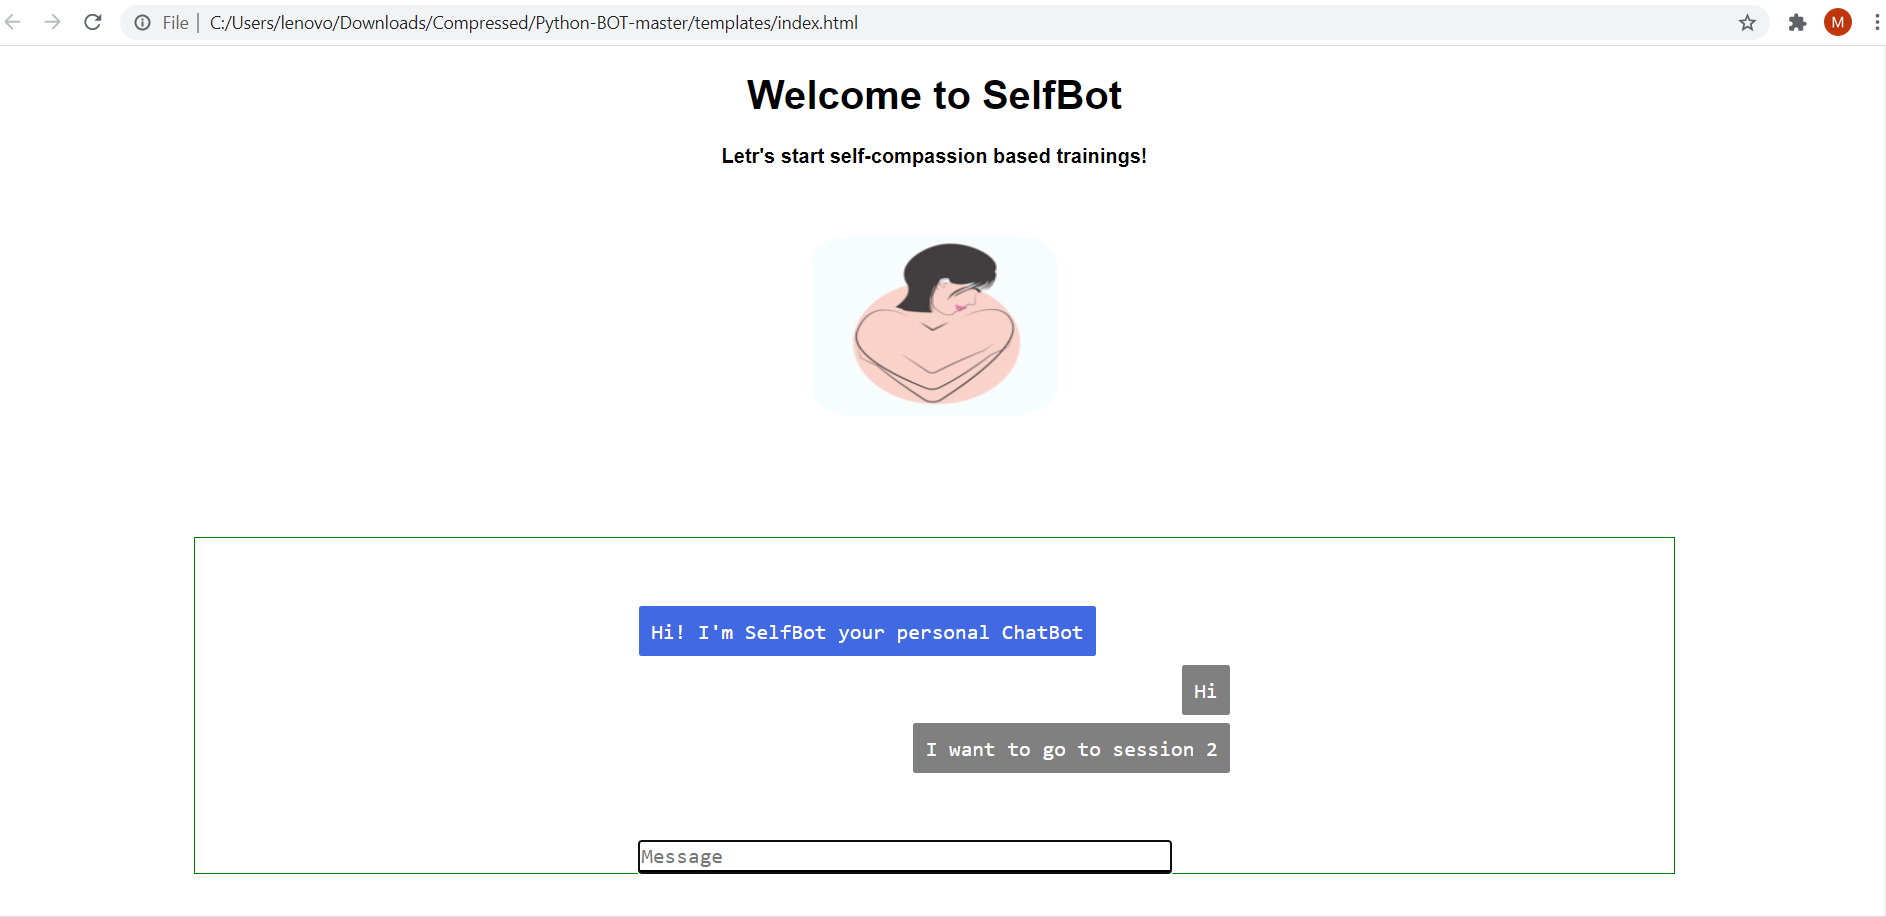 File | C:/Users/lenovo/Downloads/Compressed/Python-BOT-master/templates/index.html
M
Welcome to SelfBot
Letr's start self-compassion based trainings!
Hi! I'm SelfBot your personal ChatBot
Hi
I want to go to session 2
Message